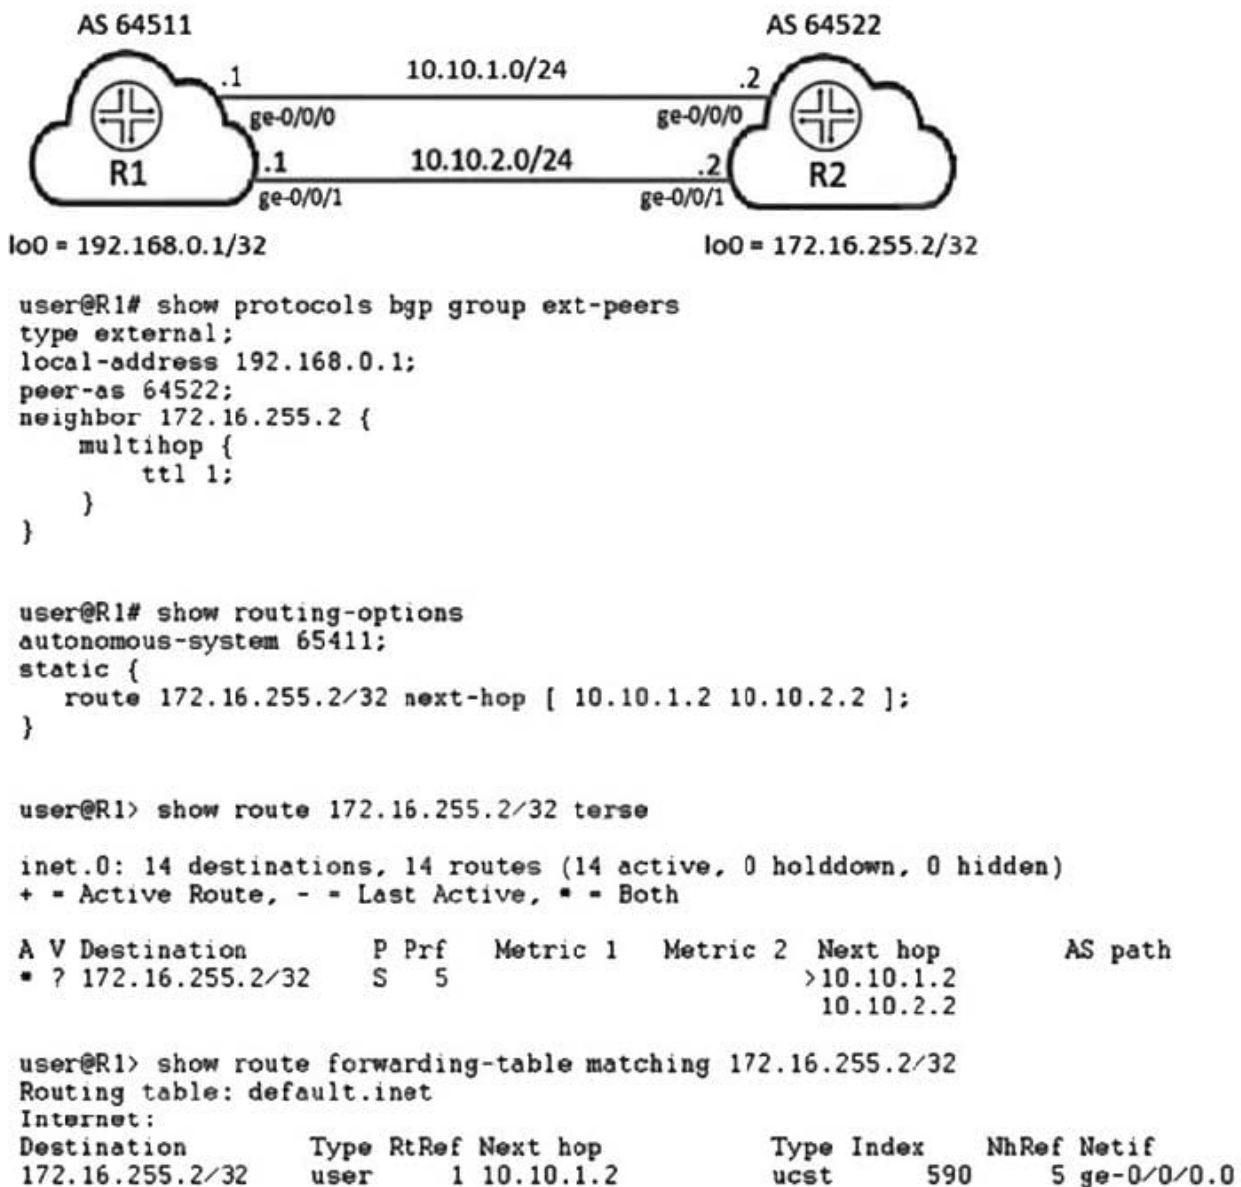 AS 64511 AS 64522
.1 10.10.1.0/24 .2
ge-0/0/0 ge-0/0/0
R1 .1 10.10.2.0/24 .2 R2
ge-0/0/1 ge-0/0/1
lo0 = 192.168.0.1/32 lo0 = 172.16.255.2/32
user@R1# show protocols bgp group ext-peers
type external;
local-address 192.168.0.1;
peer-as 64522;
neighbor 172.16.255.2 {
multihop {
ttl 1;
}
}
user@R1# show routing-options
autonomous-system 65411;
static {
route 172.16.255.2/32 next-hop [ 10.10.1.2 10.10.2.2 ];
}
user@R1> show route 172.16.255.2/32 terse
inet.0: 14 destinations, 14 routes (14 active, 0 holddown, 0 hidden)
+ = Active Route, - = Last Active, * = Both
A V Destination P Prf Metric 1 Metric 2 Next hop AS path
* ? 172.16.255.2/32 S 5 >10.10.1.2
10.10.2.2
user@R1> show route forwarding-table matching 172.16.255.2/32
Routing table: default.inet
Internet:
Destination Type RtRef Next hop Type Index NhRef Netif
172.16.255.2/32 user 1 10.10.1.2 ucst 590 5 ge-0/0/0.0